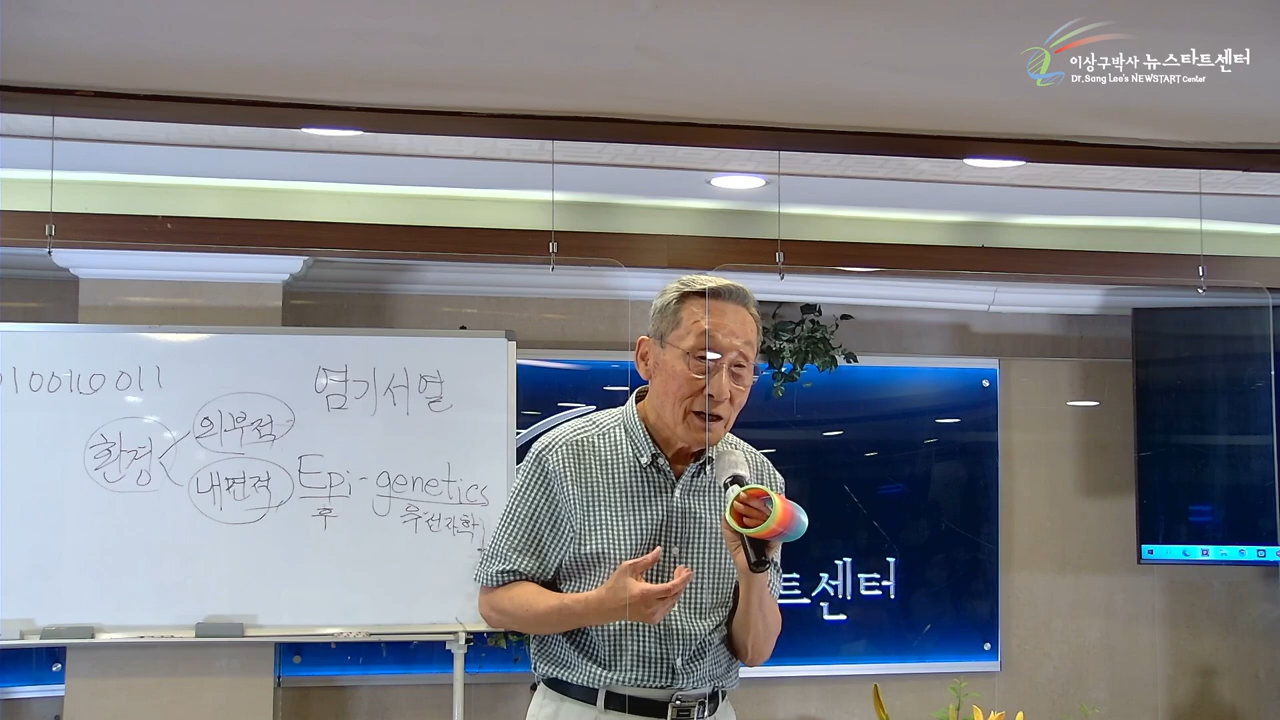 이상구박사 뉴스타트센터
Dr. Sang Lee's NEWSTART Center
염기서열
환경
외부적
내면적
Epi-genetics
후 유전자학
트센터